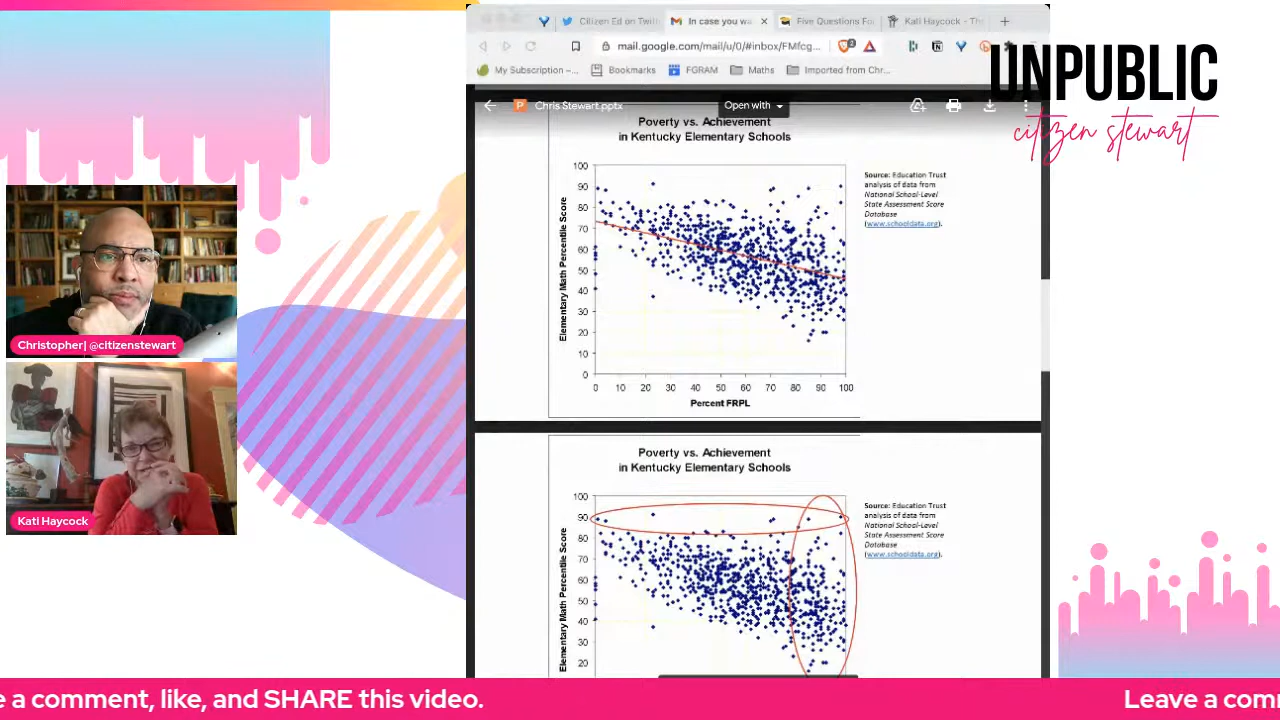 Citizen Ed on Twitt
In case you wa
Five Questions Fo
Kati Haycock - The
mail.google.com/mail/u/0/#inbox/FMfcg...
My Subscription –...
Bookmarks
FGRAM
Maths
Imported from Chr...
UNPUBLIC
citizen stewart
Chris Stewart.pptx
Open with
Poverty vs. Achievement
in Kentucky Elementary Schools
Elementary Math Percentile Score
100
90
80
70
60
50
40
30
20
10
0
0 10 20 30 40 50 60 70 80 90 100
Percent FRPL
Source: Education Trust
analysis of data from
National School-Level
State Assessment Score
Database
(www.schooldata.org).
Christopher| @citizenstewart
Kati Haycock
Poverty vs. Achievement
in Kentucky Elementary Schools
Elementary Math Percentile Score
100
90
80
70
60
50
40
30
20
Source: Education Trust
analysis of data from
National School-Level
State Assessment Score
Database
(www.schooldata.org).
e a comment, like, and SHARE this video.
Leave a comm